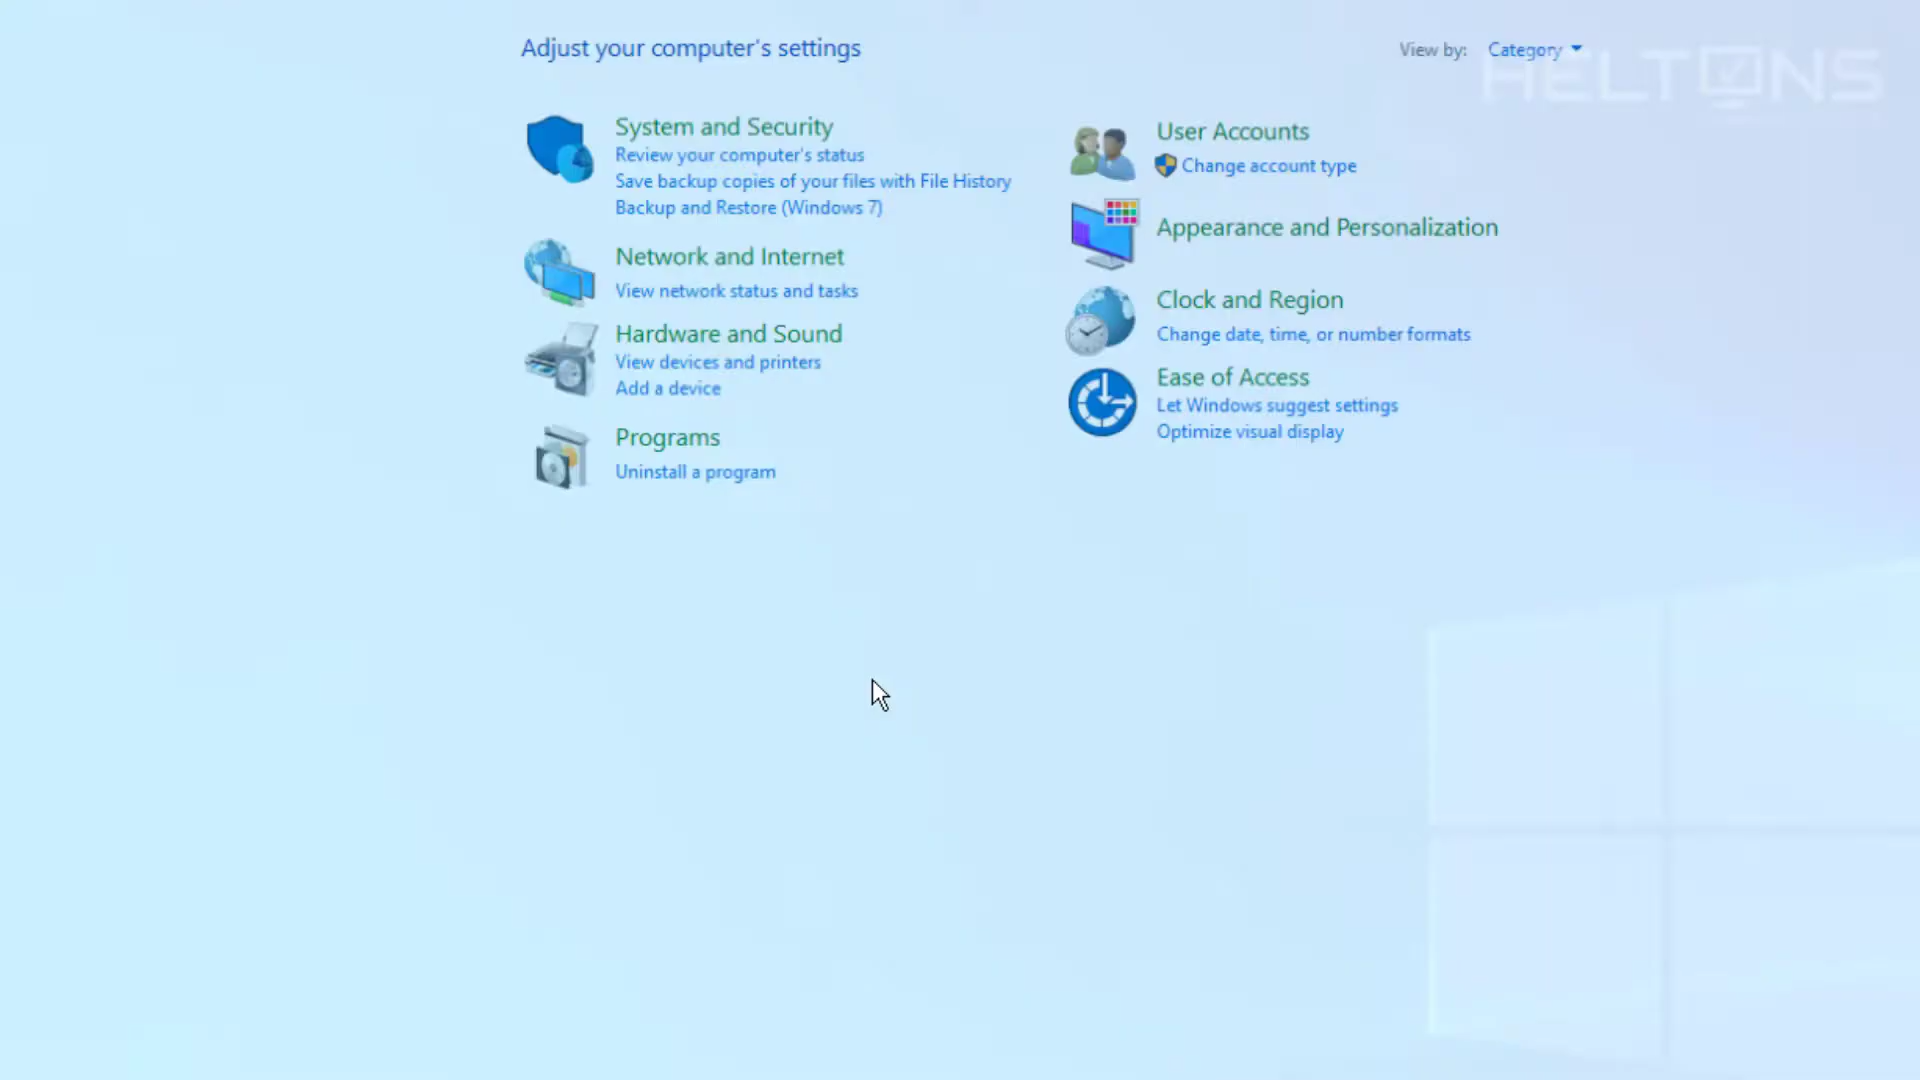 Adjust your computer's settings
View by: Category
HELTONS
System and Security
Review your computer's status
Save backup copies of your files with File History
Backup and Restore (Windows 7)
Network and Internet
View network status and tasks
Hardware and Sound
View devices and printers
Add a device
Programs
Uninstall a program
User Accounts
Change account type
Appearance and Personalization
Clock and Region
Change date, time, or number formats
Ease of Access
Let Windows suggest settings
Optimize visual display